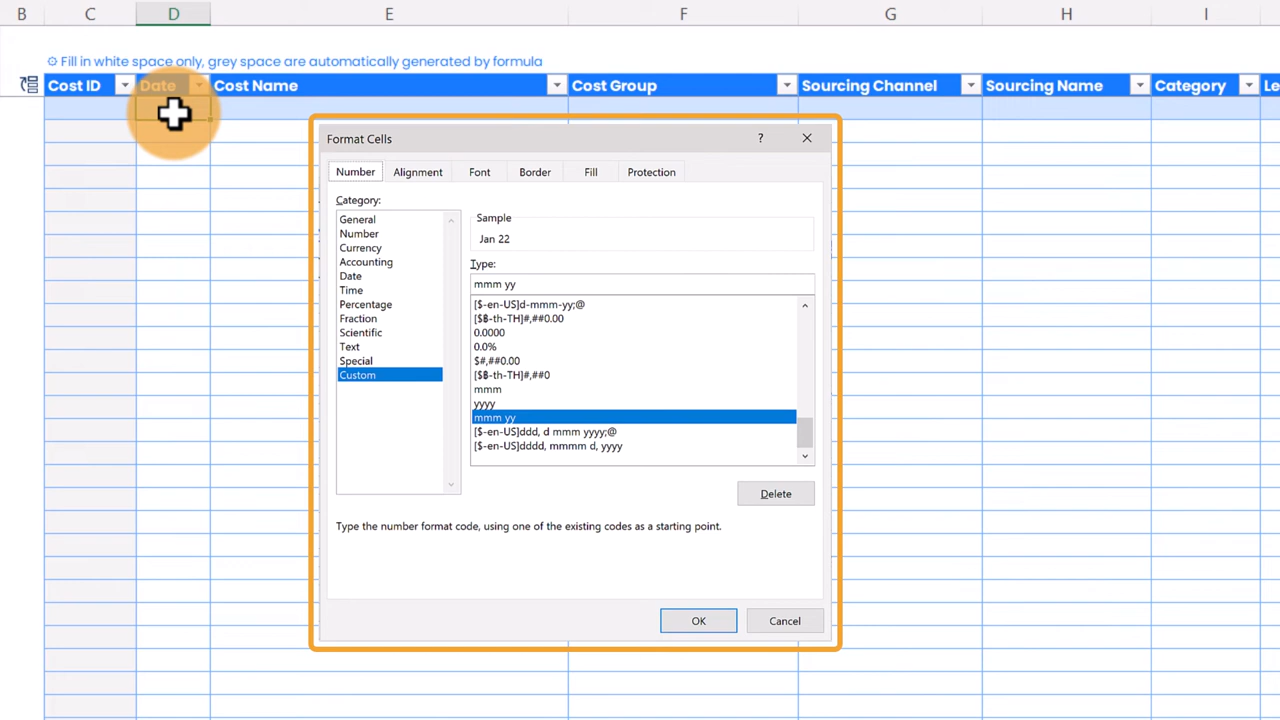 B C D E F G H I
Fill in white space only, grey space are automatically generated by formula
Cost ID Date Cost Name Cost Group Sourcing Channel Sourcing Name Category Le
Format Cells ?
Number Alignment Font Border Fill Protection
Category:
General
Number
Currency
Accounting
Date
Time
Percentage
Fraction
Scientific
Text
Special
Custom
Sample
Jan 22
Type:
mmm yy
[$-en-US]d-mmm-yy;@
[$฿-th-TH]#,##0.00
0.0000
0.0%
$#,##0.00
[$฿-th-TH]#,##0
mmm
yyyy
mmm yy
[$-en-US]ddd, d mmm yyyy;@
[$-en-US]dddd, mmmm d, yyyy
Delete
Type the number format code, using one of the existing codes as a starting point.
OK Cancel